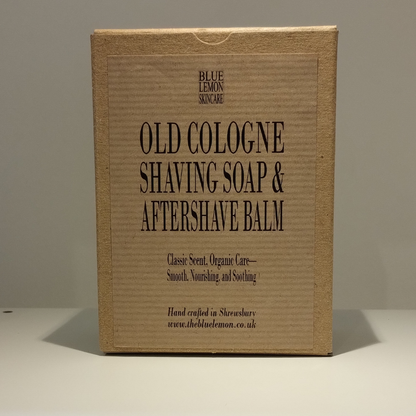 BLUE
LEMON
SKINCARE
OLD COLOGNE
SHAVING SOAP &
AFTERSHAVE BALM
Classic Scent, Organic Care—
Smooth, Nourishing, and Soothing
Hand crafted in Shrewsbury
www.thebluelemon.co.uk